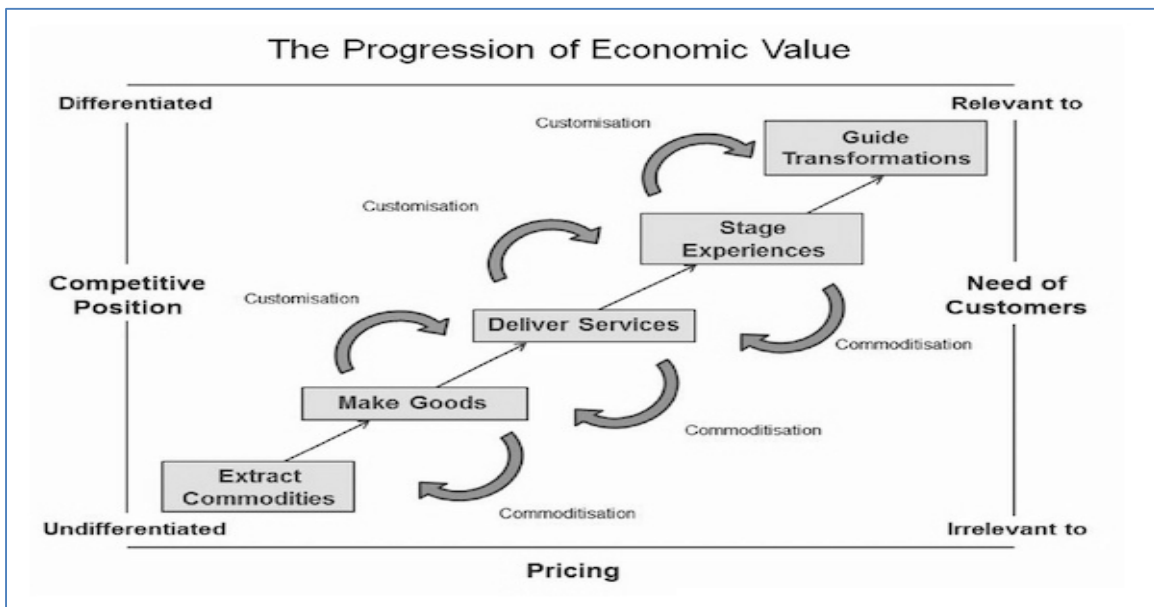 The Progression of Economic Value
Differentiated
Relevant to
Customisation
Guide
Transformations
Customisation
Stage
Experiences
Competitive
Position
Need of
Customers
Customisation
Deliver Services
Commoditisation
Make Goods
Commoditisation
Extract
Commodities
Commoditisation
Undifferentiated
Irrelevant to
Pricing